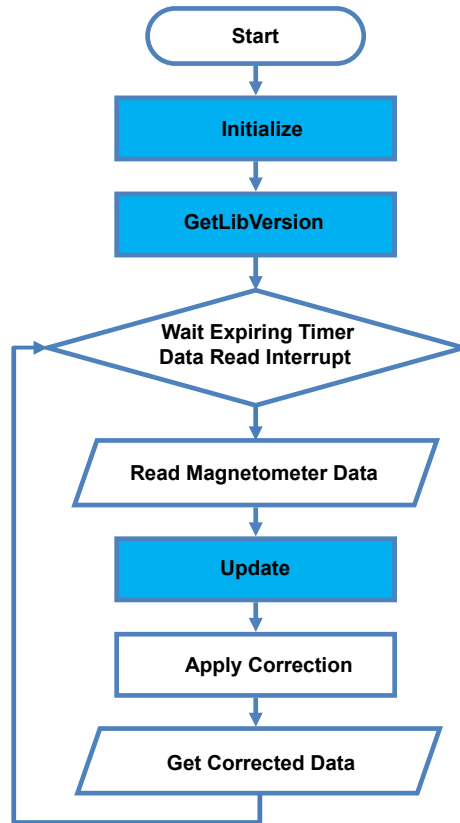 Start
Initialize
GetLibVersion
Wait Expiring Timer
Data Read Interrupt
Read Magnetometer Data
Update
Apply Correction
Get Corrected Data